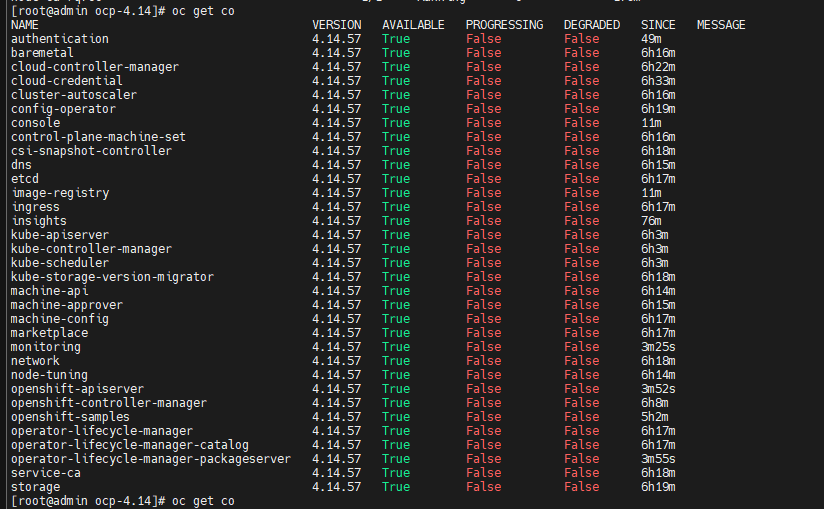 [root@admin ocp-4.14]# oc get co
NAME VERSION AVAILABLE PROGRESSING DEGRADED SINCE MESSAGE
authentication 4.14.57 True False False 49m
baremetal 4.14.57 True False False 6h16m
cloud-controller-manager 4.14.57 True False False 6h22m
cloud-credential 4.14.57 True False False 6h33m
cluster-autoscaler 4.14.57 True False False 6h16m
config-operator 4.14.57 True False False 6h19m
console 4.14.57 True False False 11m
control-plane-machine-set 4.14.57 True False False 6h16m
csi-snapshot-controller 4.14.57 True False False 6h18m
dns 4.14.57 True False False 6h15m
etcd 4.14.57 True False False 6h17m
image-registry 4.14.57 True False False 11m
ingress 4.14.57 True False False 6h17m
insights 4.14.57 True False False 76m
kube-apiserver 4.14.57 True False False 6h3m
kube-controller-manager 4.14.57 True False False 6h3m
kube-scheduler 4.14.57 True False False 6h3m
kube-storage-version-migrator 4.14.57 True False False 6h18m
machine-api 4.14.57 True False False 6h14m
machine-approver 4.14.57 True False False 6h15m
machine-config 4.14.57 True False False 6h17m
marketplace 4.14.57 True False False 6h17m
monitoring 4.14.57 True False False 3m25s
network 4.14.57 True False False 6h18m
node-tuning 4.14.57 True False False 6h14m
openshift-apiserver 4.14.57 True False False 3m52s
openshift-controller-manager 4.14.57 True False False 6h8m
openshift-samples 4.14.57 True False False 5h2m
operator-lifecycle-manager 4.14.57 True False False 6h17m
operator-lifecycle-manager-catalog 4.14.57 True False False 6h17m
operator-lifecycle-manager-packageserver 4.14.57 True False False 3m55s
service-ca 4.14.57 True False False 6h18m
storage 4.14.57 True False False 6h19m
[root@admin ocp-4.14]# oc get co